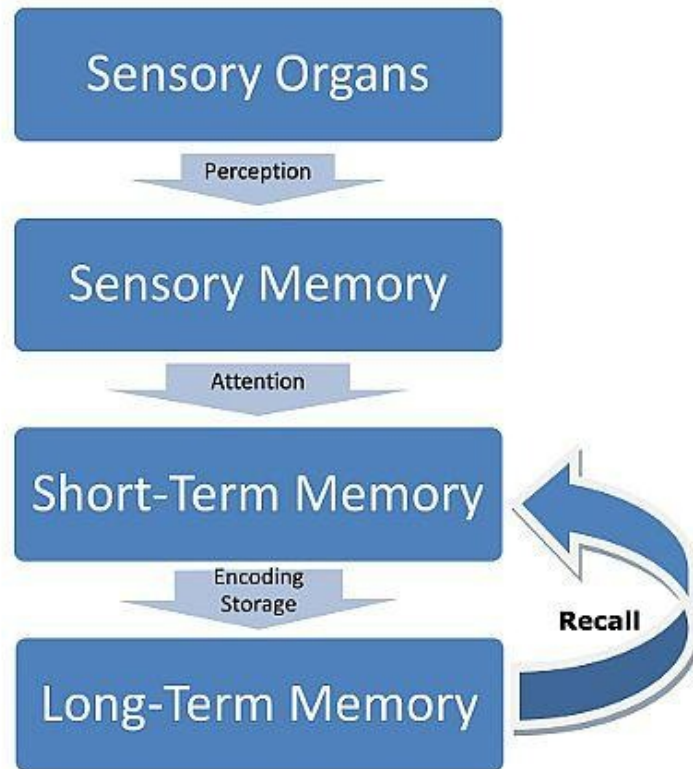 Sensory Organs
Perception
Sensory Memory
Attention
Short-Term Memory
Encoding
Storage
Recall
Long-Term Memory